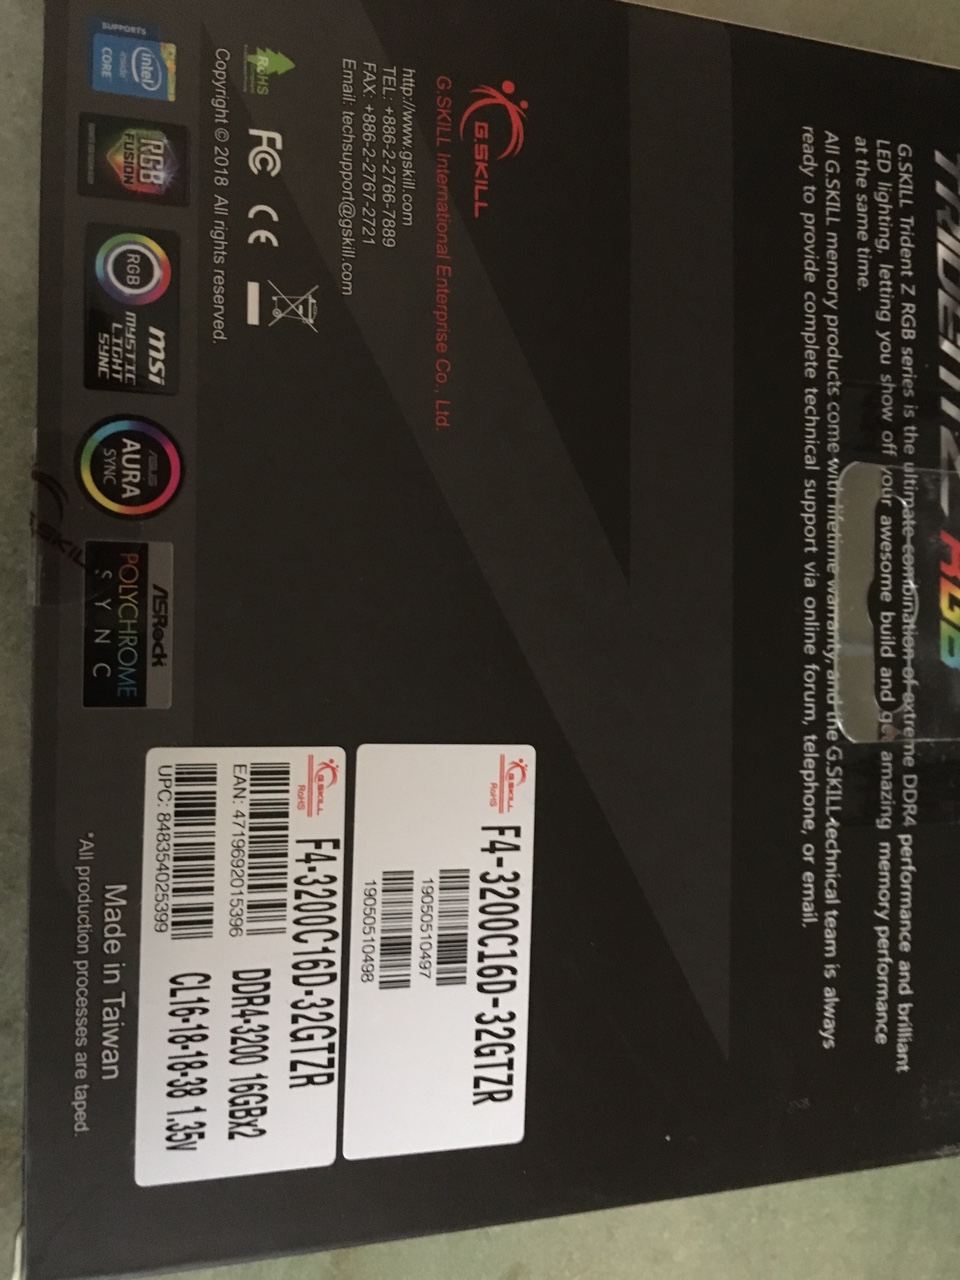 TRIDENT Z RGB
G.SKILL Trident Z RGB series is the ultimate combination of extreme DDR4 performance and brilliant
LED lighting, letting you show off your awesome build and get amazing memory performance
at the same time.
All G.SKILL memory products come with lifetime warranty, and the G.SKILL technical team is always
ready to provide complete technical support via online forum, telephone, or email.
G.SKILL
G.SKILL International Enterprise Co., Ltd.
http://www.gskill.com
TEL: +886-2-2766-7889
FAX: +886-2-2767-2721
Email: techsupport@gskill.com
RoHS
FC CE
Copyright © 2018 All rights reserved.
SUPPORTS
intel
inside
CORE
RGB
FUSION
RGB
msi
MYSTIC
LIGHT
SYNC
ASUS
AURA
SYNC
ASRock
POLYCHROME
SYNC
G.SKILL
G.SKILL
RoHS
F4-3200C16D-32GTZR
19050510497
19050510498
G.SKILL
RoHS
F4-3200C16D-32GTZR
EAN: 4719692015396
DDR4-3200 16GBx2
UPC: 848354025399
CL16-18-18-38 1.35V
Made in Taiwan
*All production processes are taped.